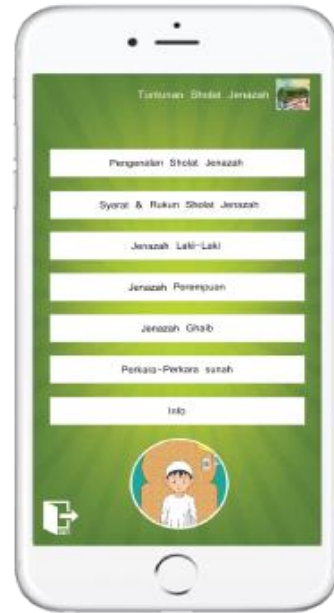 Tuntunan Sholat Jenazah
Pengenalan Sholat Jenazah
Syarat & Rukun Sholat Jenazah
Jenazah Laki-Laki
Jenazah Perempuan
Jenazah Ghaib
Perkara-Perkara sunah
Info